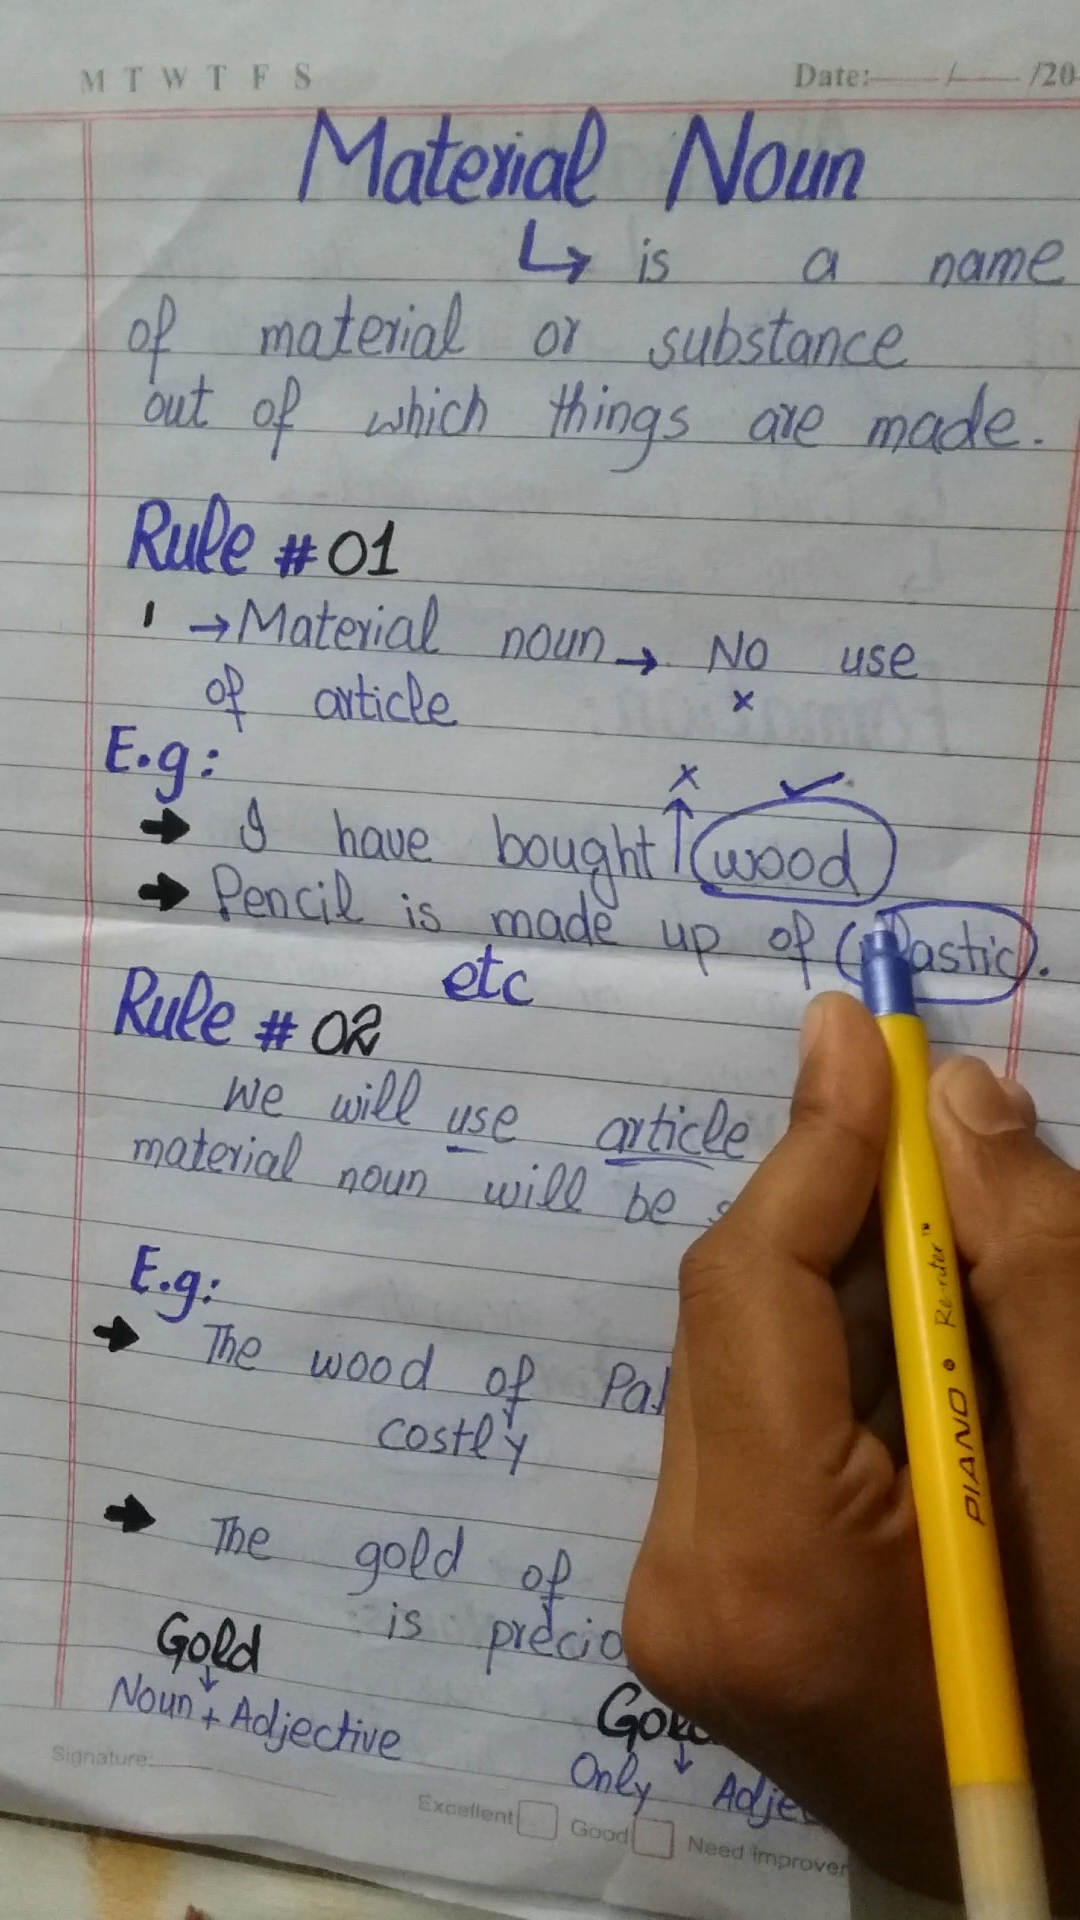 M T W T F S Date: / /20
Material Noun
↳ is a name
of material or substance
out of which things are made.
Rule # 01
→ Material noun → No use
of article x
E.g:
x ✓
➔ I have bought ↑ wood
➔ Pencil is made up of (Plastic).
etc
Rule # 02
We will use article
material noun will be
E.g:
➔ The wood of
costly
➔ The gold of
is
Gold
↓
Noun + Adjective
↓
Only
Signature:
Excellent Good Need
Re-riter™
PIANO